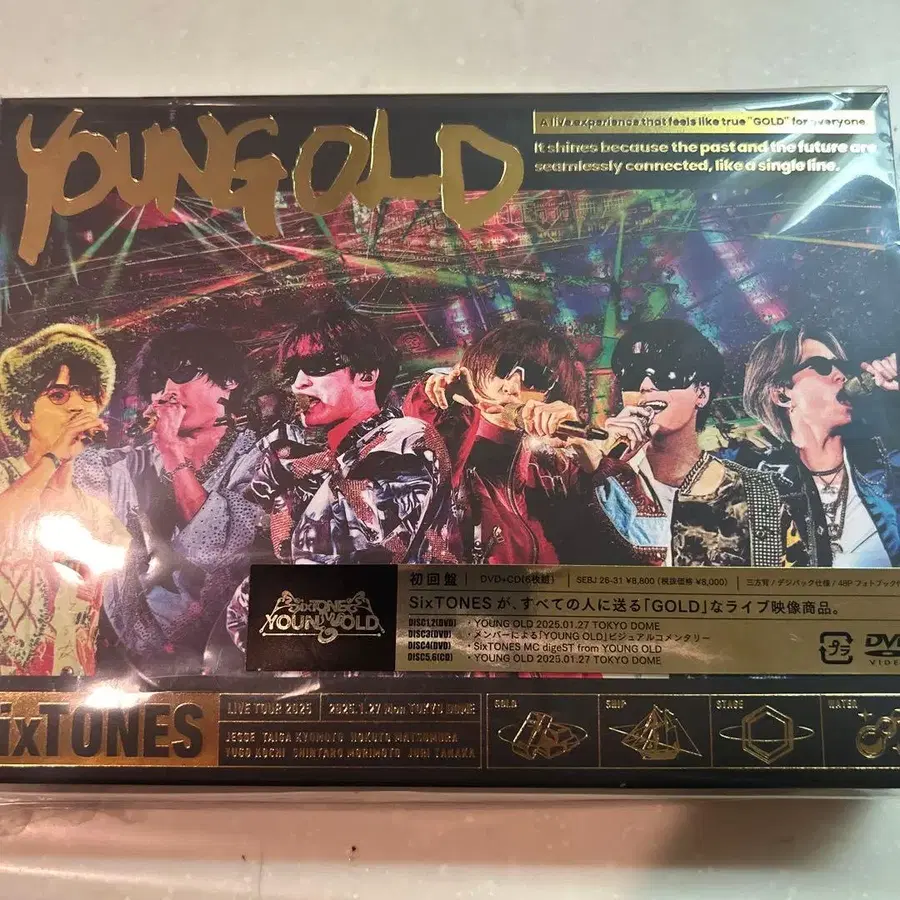 YOUNG OLD
A live experience that feels like true "GOLD" for everyone.
It shines because the past and the future are
seamlessly connected, like a single line.
初回盤 | DVD+CD(6枚組) | SEBJ 26-31 ¥8,800 (税抜価格 ¥8,000) | 三方背/デジパック仕様/48P フォトブック付
SixTONES
YOUNG OLD
SixTONES が、すべての人に送る「GOLD」なライブ映像商品。
DISC1,2(DVD) ・YOUNG OLD 2025.01.27 TOKYO DOME
DISC3(DVD) ・メンバーによる「YOUNG OLD」ビジュアルコメンタリー
DISC4(DVD) ・SixTONES MC digeST from YOUNG OLD
DISC5,6(CD) ・YOUNG OLD 2025.01.27 TOKYO DOME
ラ
DVD
VIDEO
ixTONES
LIVE TOUR 2025 | 2025.1.27 Mon TOKYO DOME
JESSE TAIGA KYOMOTO HOKUTO MATSUMURA
YUGO KOCHI SHINTARO MORIMOTO JURI TANAKA
GOLD
SHIP
STAGE
WATER